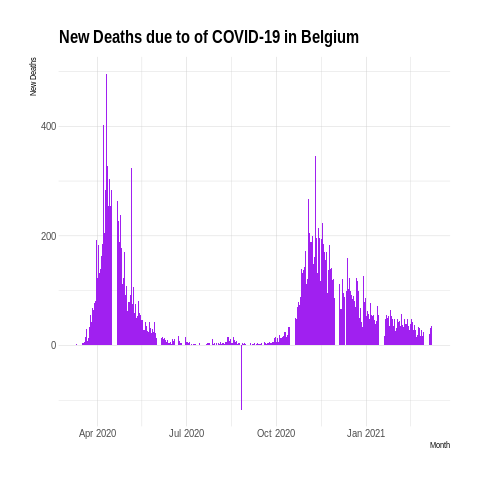 New Deaths due to of COVID-19 in Belgium
New Deaths
400
200
0
Apr 2020 Jul 2020 Oct 2020 Jan 2021
Month